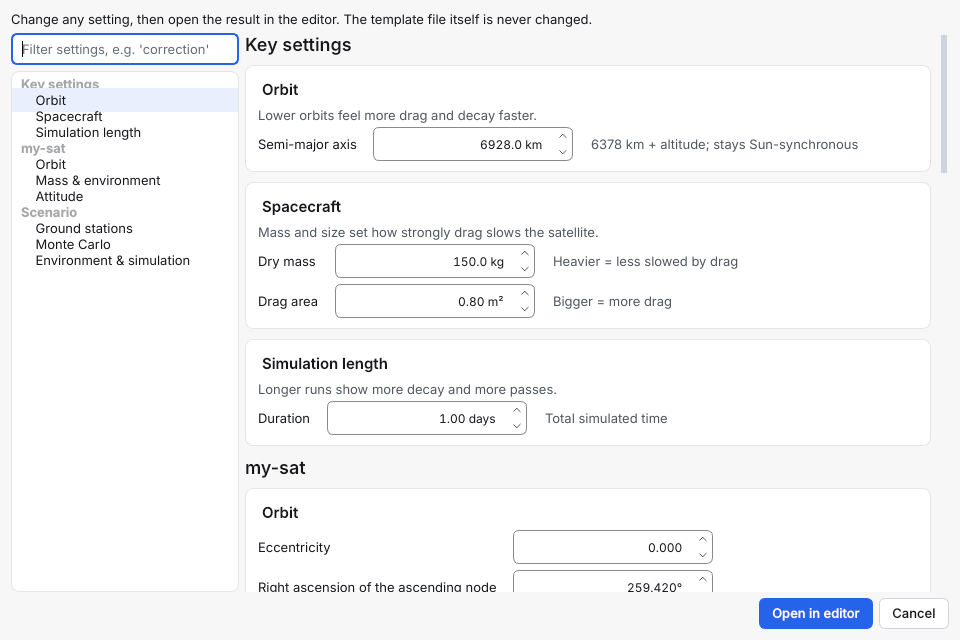 Change any setting, then open the result in the editor. The template file itself is never changed.
Filter settings, e.g. 'correction'
Key settings
Orbit
Spacecraft
Simulation length
my-sat
Orbit
Mass & environment
Attitude
Scenario
Ground stations
Monte Carlo
Environment & simulation
Key settings
Orbit
Lower orbits feel more drag and decay faster.
Semi-major axis 6928.0 km 6378 km + altitude; stays Sun-synchronous
Spacecraft
Mass and size set how strongly drag slows the satellite.
Dry mass 150.0 kg Heavier = less slowed by drag
Drag area 0.80 m² Bigger = more drag
Simulation length
Longer runs show more decay and more passes.
Duration 1.00 days Total simulated time
my-sat
Orbit
Eccentricity 0.000
Right ascension of the ascending node 259.420°
Open in editor Cancel